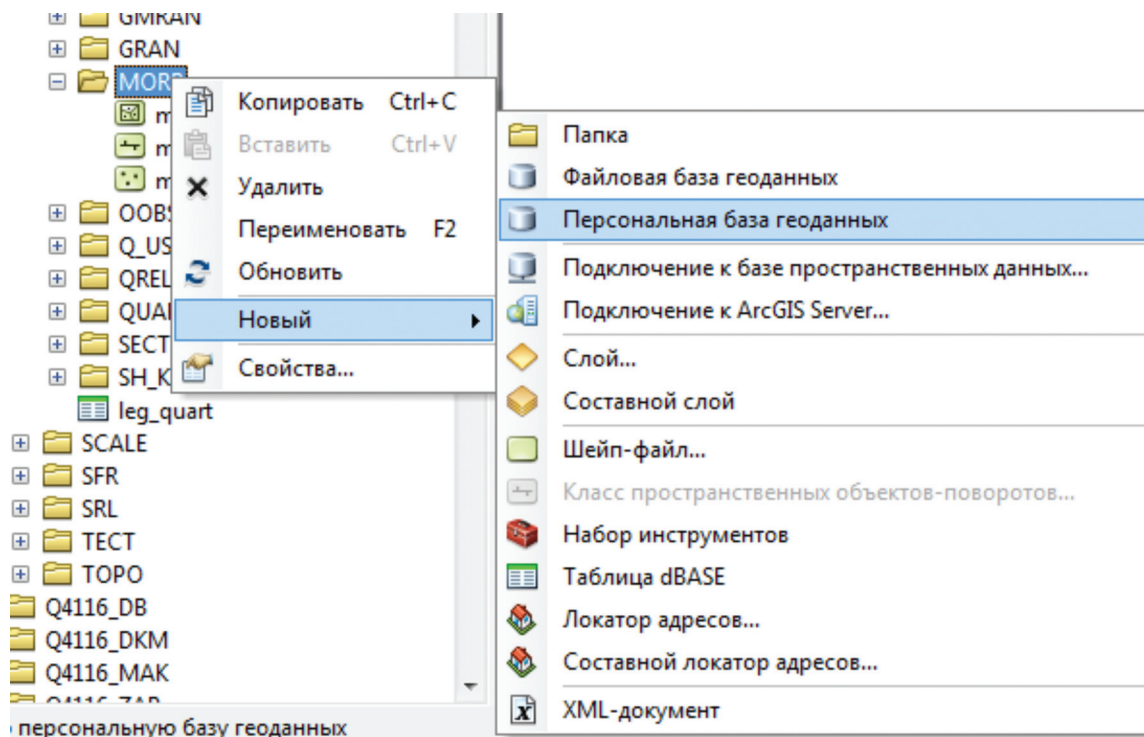 GMRAN
GRAN
MOR
m
m
m
OOB
Q_US
QREL
QUA
SECT
SH_K
leg_quart
SCALE
SFR
SRL
TECT
TOPO
Q4116_DB
Q4116_DKM
Q4116_MAK
Q4116_ZAP
персональную базу геоданных
Копировать Ctrl+C
Вставить Ctrl+V
Удалить
Переименовать F2
Обновить
Новый
Свойства...
Папка
Файловая база геоданных
Персональная база геоданных
Подключение к базе пространственных данных...
Подключение к ArcGIS Server...
Слой...
Составной слой
Шейп-файл...
Класс пространственных объектов-поворотов...
Набор инструментов
Таблица dBASE
Локатор адресов...
Составной локатор адресов...
XML-документ